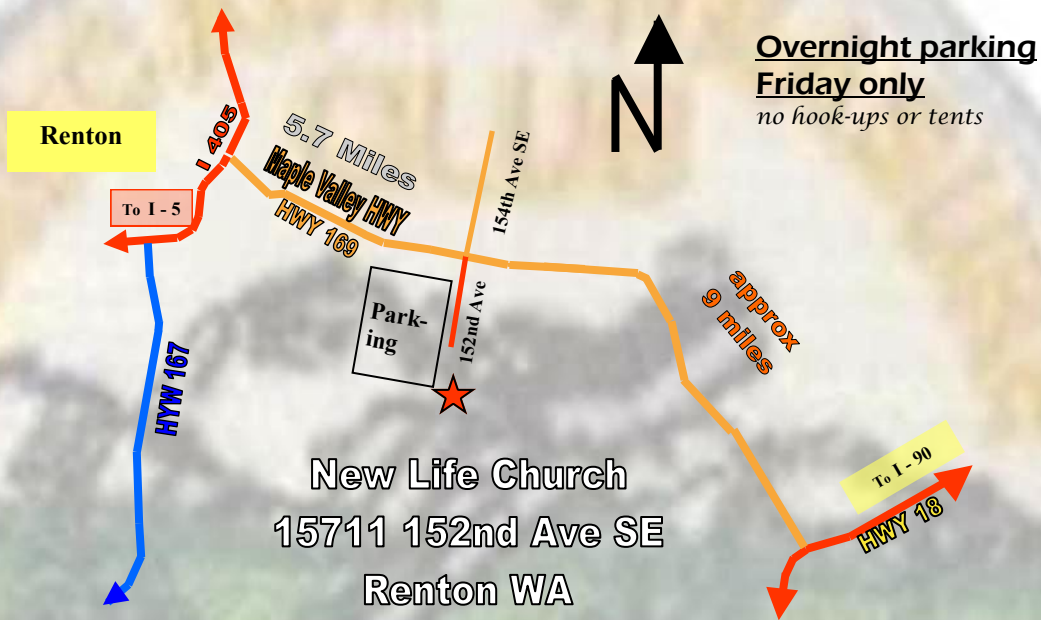 Overnight parking
Friday only
no hook-ups or tents
N
Renton
I 405
To I - 5
5.7 Miles
Maple Valley HWY
HWY 169
154th Ave SE
152nd Ave
Park-
ing
approx
9 miles
HYW 167
To I - 90
HWY 18
New Life Church
15711 152nd Ave SE
Renton WA